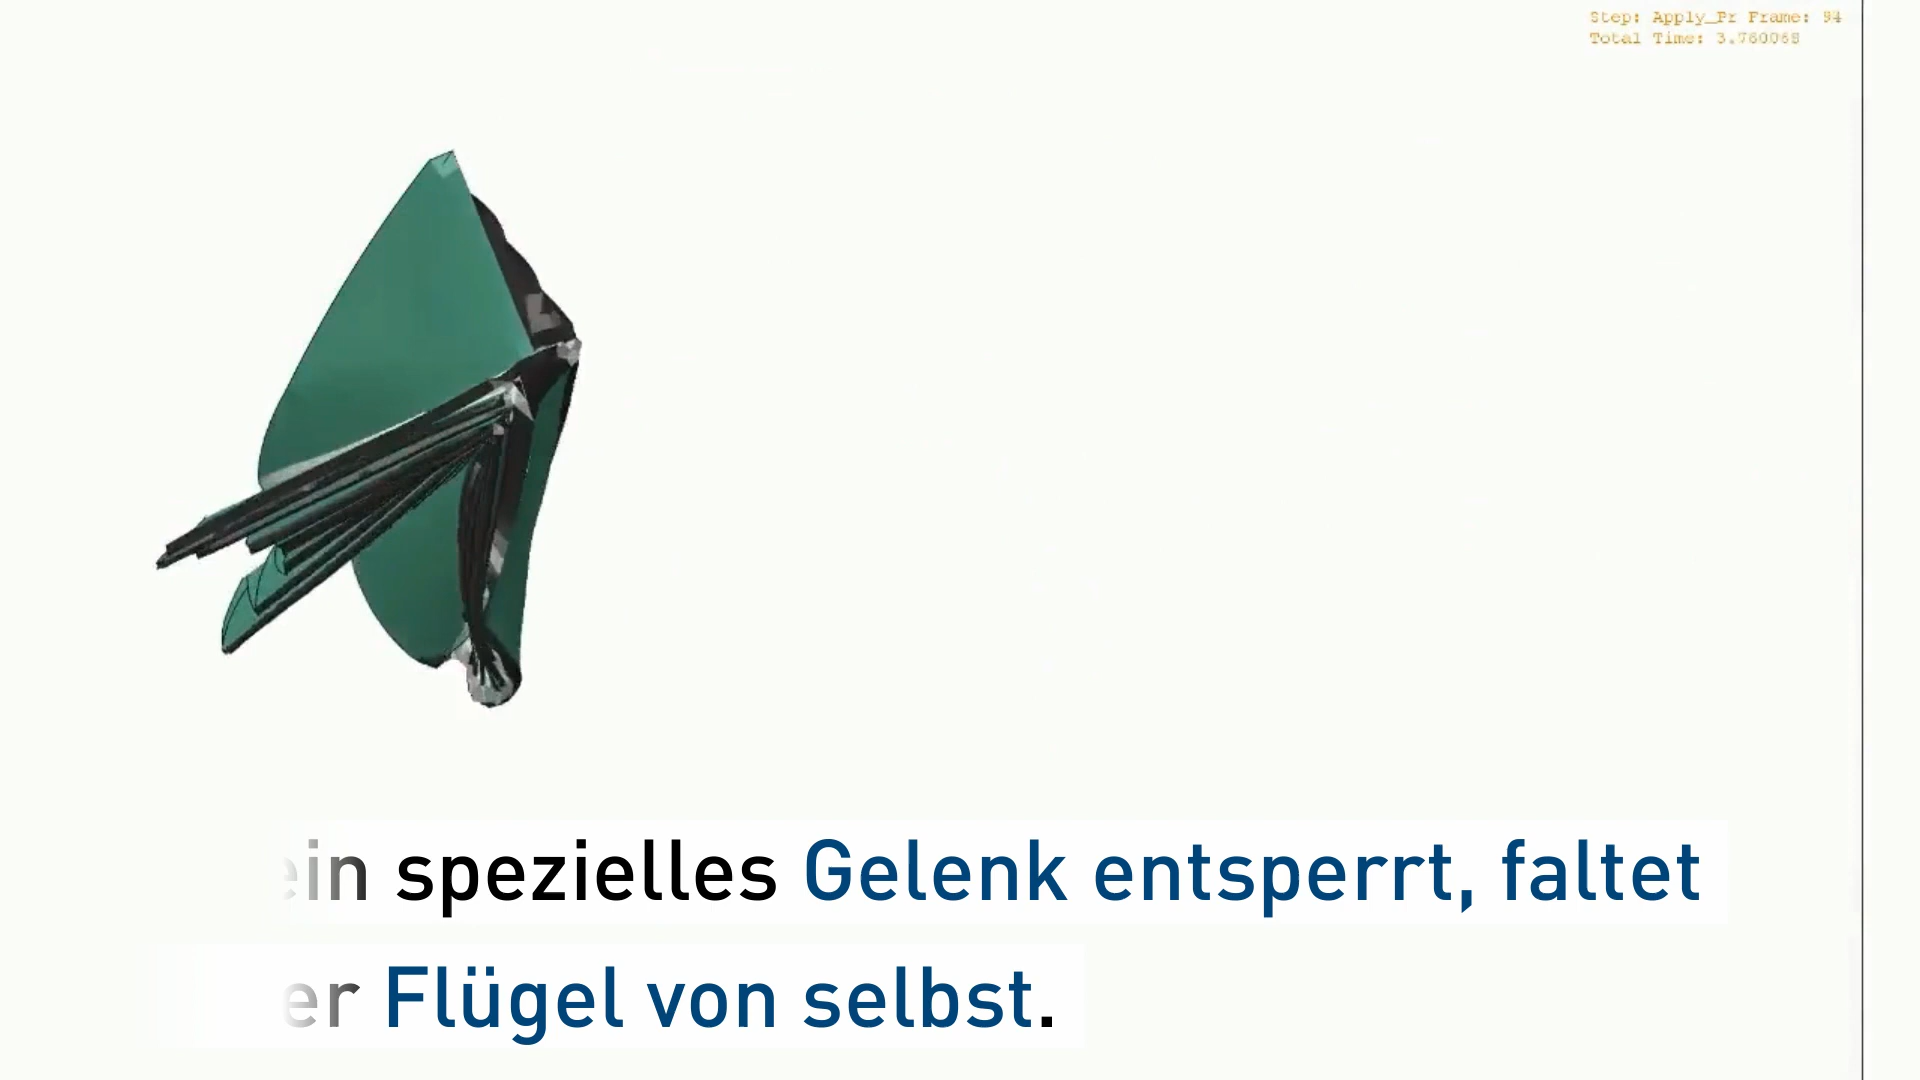 Step: Apply_Pr Frame: 94
Total Time: 3.760068
ein spezielles Gelenk entsperrt, faltet
er Flügel von selbst.